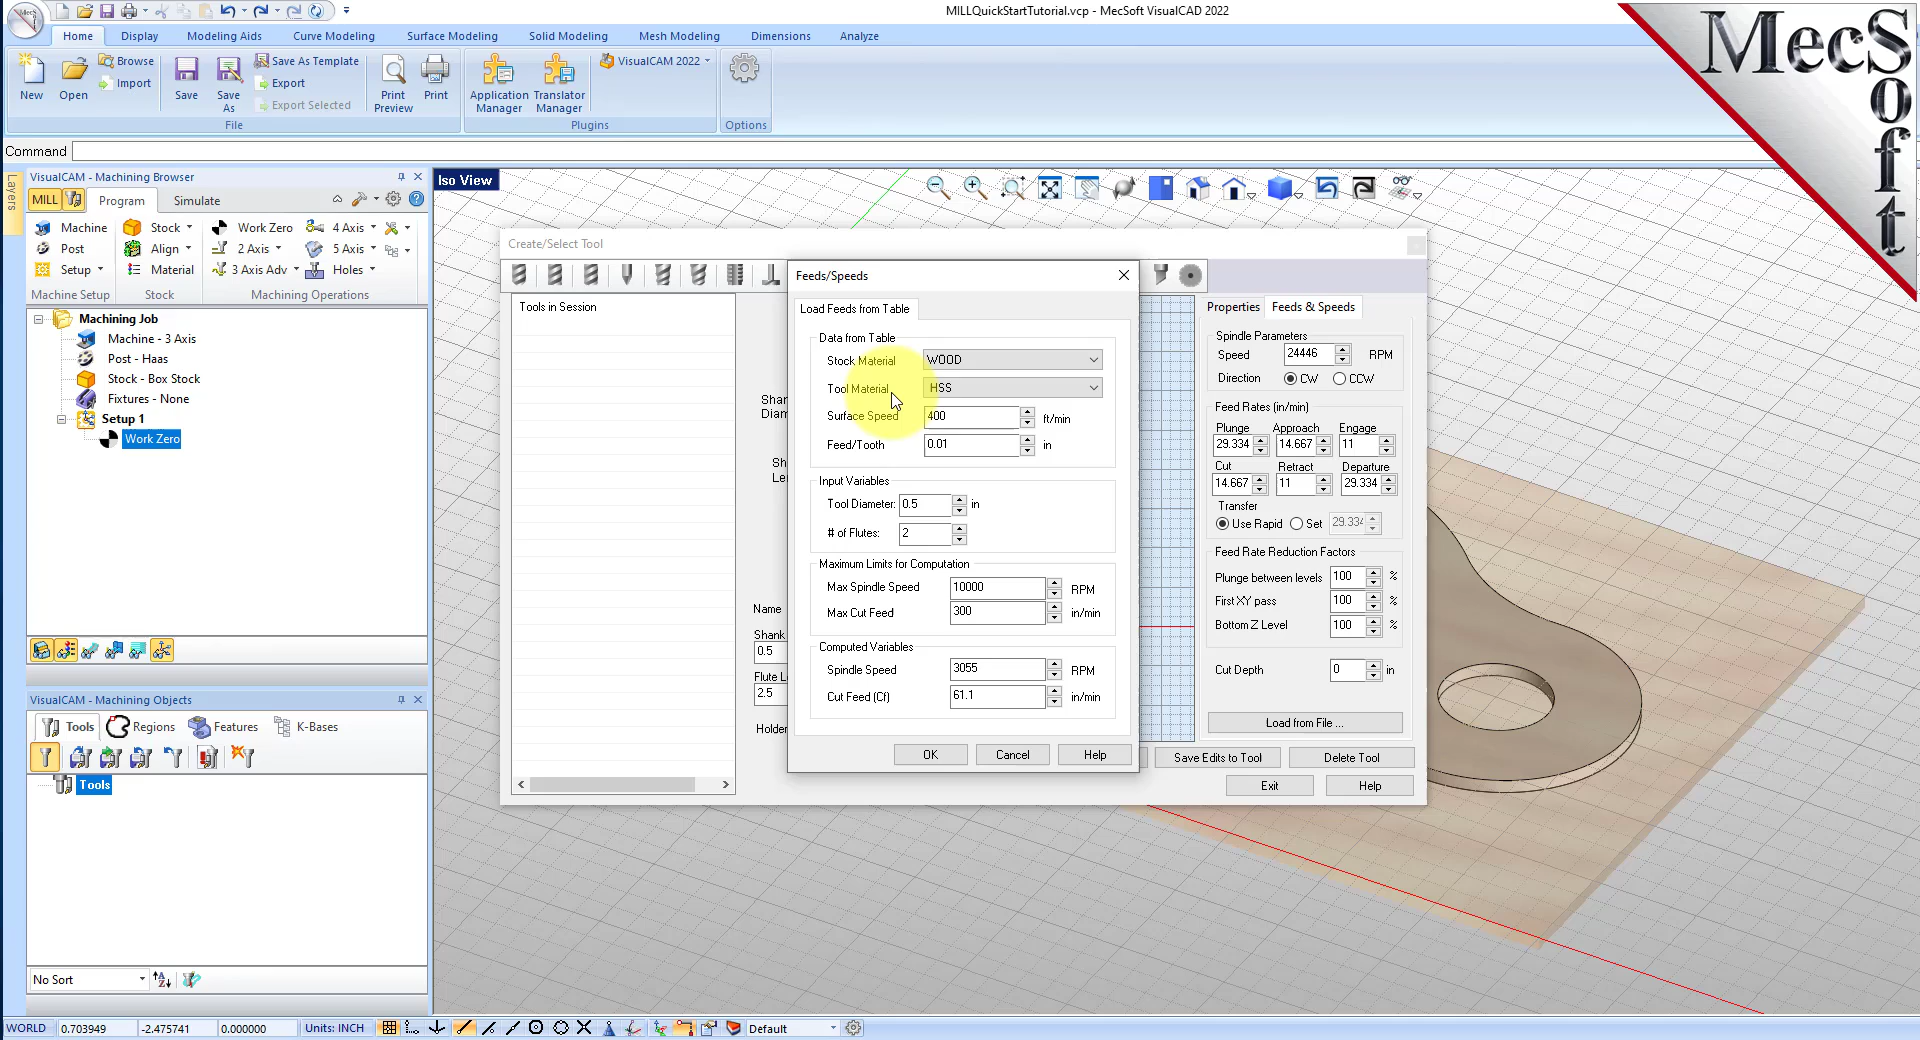 MILLQuickStartTutorial.vcp - MecSoft VisualCAD 2022
MecSoft
Home Display Modeling Aids Curve Modeling Surface Modeling Solid Modeling Mesh Modeling Dimensions Analyze
New Open Browse Import Save Save As Save As Template Export Export Selected Print Preview Print Application Manager Translator Manager VisualCAM 2022
File Plugins Options
Command
Layers
VisualCAM - Machining Browser
MILL Program Simulate
Machine Stock Work Zero 4 Axis
Post Align 2 Axis 5 Axis
Setup Material 3 Axis Adv Holes
Machine Setup Stock Machining Operations
Machining Job
Machine - 3 Axis
Post - Haas
Stock - Box Stock
Fixtures - None
Setup 1
Work Zero
VisualCAM - Machining Objects
Tools Regions Features K-Bases
Tools
No Sort
Iso View
Create/Select Tool
Tools in Session
Shan
Diam
Sh
Le
Name
Shank
0.5
Flute L
2.5
Holder
Feeds/Speeds
Load Feeds from Table
Data from Table
Stock Material WOOD
Tool Material HSS
Surface Speed 400 ft/min
Feed/Tooth 0.01 in
Input Variables
Tool Diameter: 0.5 in
# of Flutes: 2
Maximum Limits for Computation
Max Spindle Speed 10000 RPM
Max Cut Feed 300 in/min
Computed Variables
Spindle Speed 3055 RPM
Cut Feed (Cf) 61.1 in/min
OK Cancel Help
Properties Feeds & Speeds
Spindle Parameters
Speed 24446 RPM
Direction CW CCW
Feed Rates (in/min)
Plunge Approach Engage
29.334 14.667 11
Cut Retract Departure
14.667 11 29.334
Transfer
Use Rapid Set 29.334
Feed Rate Reduction Factors
Plunge between levels 100 %
First XY pass 100 %
Bottom Z Level 100 %
Cut Depth 0 in
Load from File ...
Save Edits to Tool Delete Tool
Exit Help
WORLD 0.703949 -2.475741 0.000000 Units: INCH Default